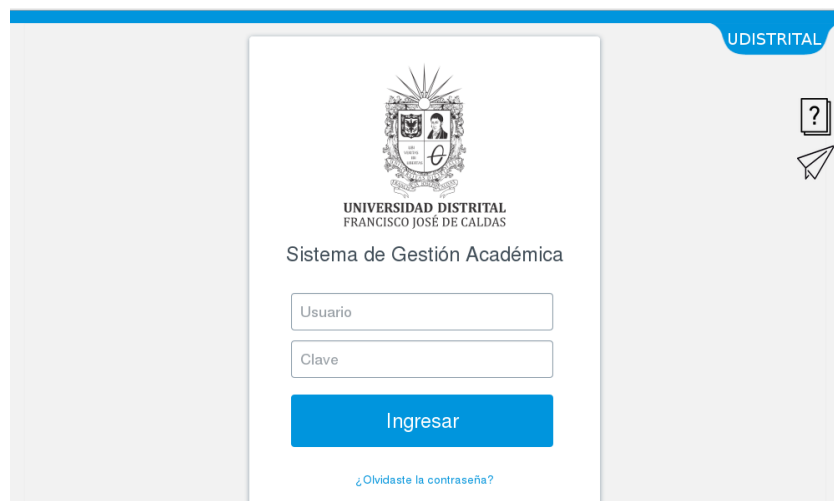 UDISTRITAL
?
UNIVERSIDAD DISTRITAL
FRANCISCO JOSÉ DE CALDAS
Sistema de Gestión Académica
Usuario
Clave
Ingresar
¿Olvidaste la contraseña?